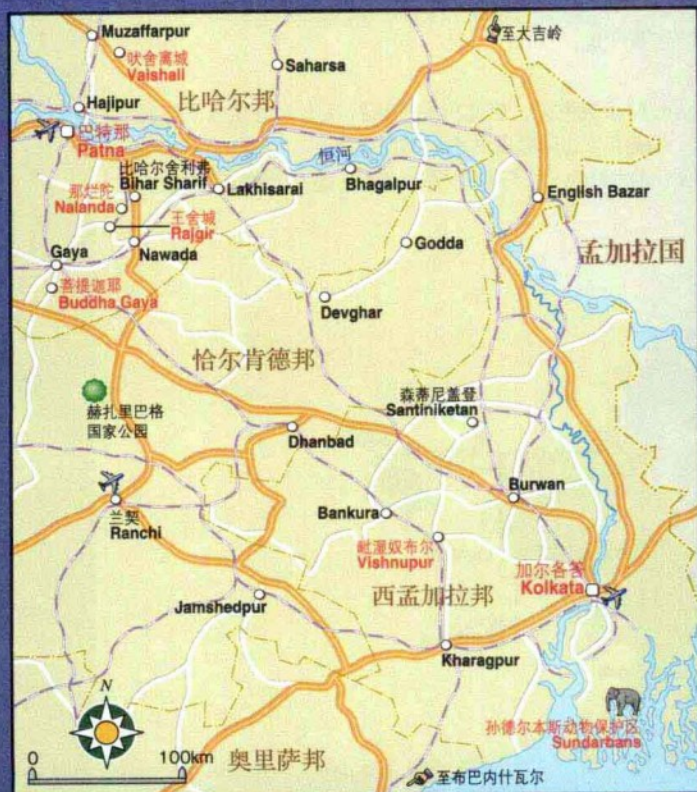 Muzaffarpur
至大吉岭
吠舍离城
Vaishali
Saharsa
Hajipur
比哈尔邦
巴特那
Patna
比哈尔舍利弗
Bihar Sharif
恒河
Lakhisarai
Bhagalpur
English Bazar
那烂陀
Nalanda
王舍城
Rajgir
Godda
孟加拉国
Gaya
Nawada
菩提迦耶
Buddha Gaya
Devghar
恰尔肯德邦
赫扎里巴格
国家公园
森蒂尼盖登
Santiniketan
Dhanbad
Burwan
兰契
Ranchi
Bankura
毗湿奴布尔
Vishnupur
加尔各答
Kolkata
西孟加拉邦
Jamshedpur
Kharagpur
N
孙德尔本斯动物保护区
Sundarbans
0 100km
奥里萨邦
至布巴内什瓦尔